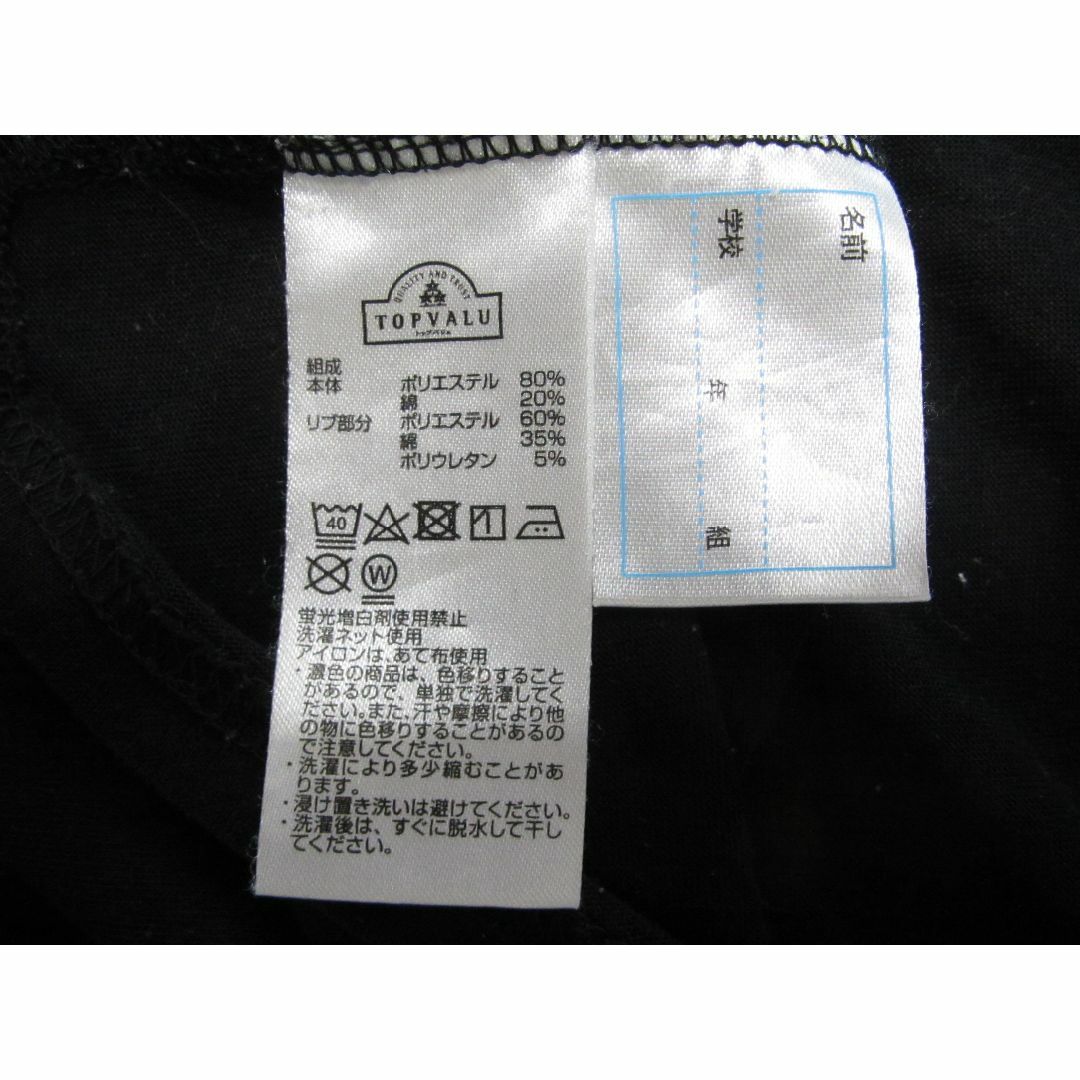 QUALITY AND TRUST
TOPVALU
トップバリュ
組成
本体 ポリエステル 80%
綿 20%
リブ部分 ポリエステル 60%
綿 35%
ポリウレタン 5%
40
W
蛍光増白剤使用禁止
洗濯ネット使用
アイロンは、あて布使用
・濃色の商品は、色移りすること
があるので、単独で洗濯してく
ださい。また、汗や摩擦により他
の物に色移りすることがあるの
で注意してください。
・洗濯により多少縮むことがあ
ります。
・浸け置き洗いは避けてください。
・洗濯後は、すぐに脱水して干し
てください。
名前
学校 年 組